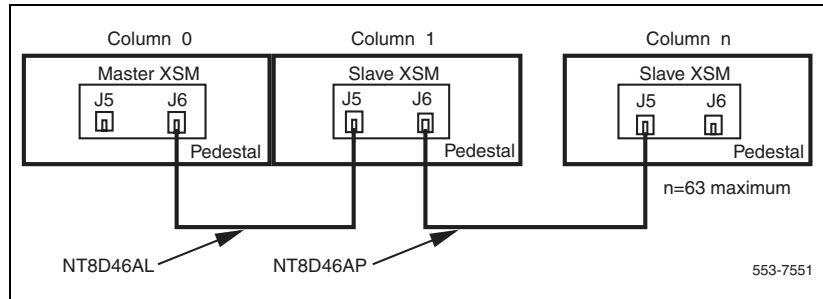 Column 0
Column 1
Column n
Master XSM
Slave XSM
Slave XSM
J5
J6
J5
J6
J5
J6
Pedestal
Pedestal
Pedestal
n=63 maximum
NT8D46AL
NT8D46AP
553-7551